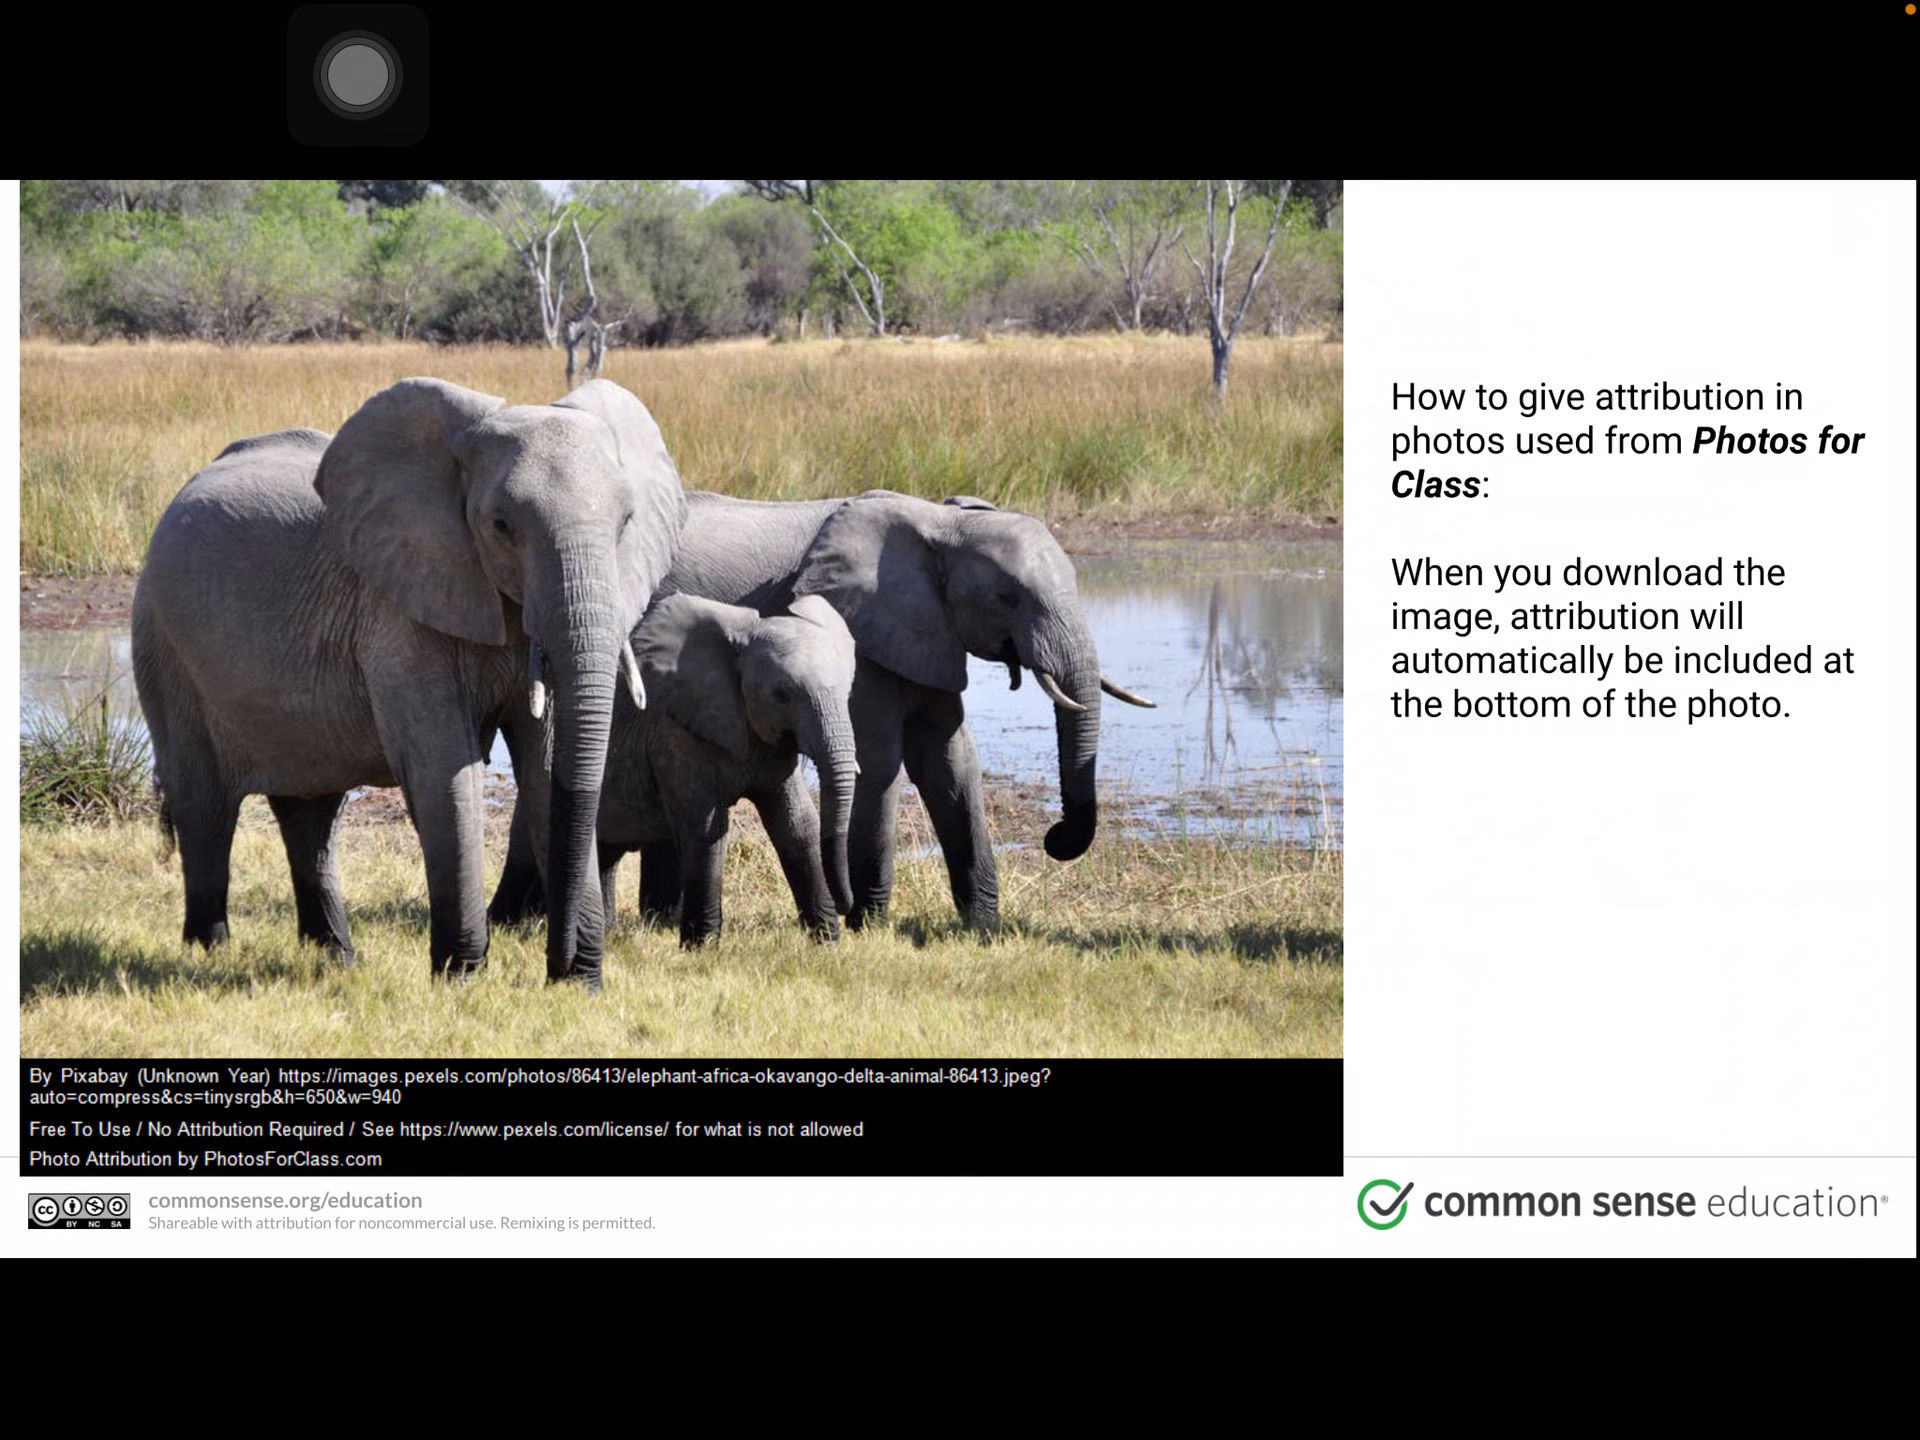 How to give attribution in
photos used from Photos for
Class:
When you download the
image, attribution will
automatically be included at
the bottom of the photo.
By Pixabay (Unknown Year) https://images.pexels.com/photos/86413/elephant-africa-okavango-delta-animal-86413.jpeg?
auto=compress&cs=tinysrgb&h=650&w=940
Free To Use / No Attribution Required / See https://www.pexels.com/license/ for what is not allowed
Photo Attribution by PhotosForClass.com
cc BY NC SA
commonsense.org/education
Shareable with attribution for noncommercial use. Remixing is permitted.
common sense education®